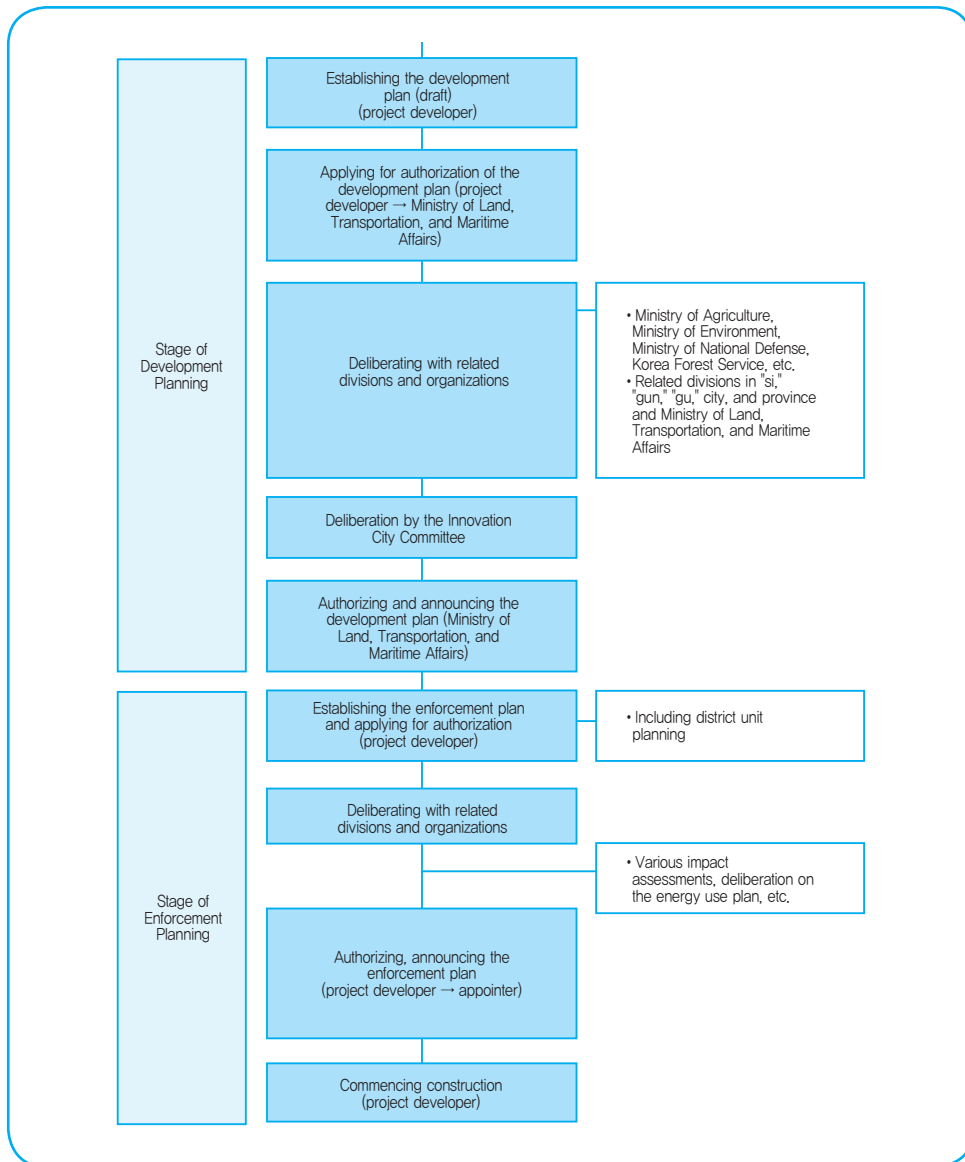 Stage of
Development
Planning
Establishing the development
plan (draft)
(project developer)
Applying for authorization of the
development plan (project
developer → Ministry of Land,
Transportation, and Maritime
Affairs)
Deliberating with related
divisions and organizations
• Ministry of Agriculture,
Ministry of Environment,
Ministry of National Defense,
Korea Forest Service, etc.
• Related divisions in "si,"
"gun," "gu," city, and province
and Ministry of Land,
Transportation, and Maritime
Affairs
Deliberation by the Innovation
City Committee
Authorizing and announcing the
development plan (Ministry of
Land, Transportation, and
Maritime Affairs)
Stage of
Enforcement
Planning
Establishing the enforcement plan
and applying for authorization
(project developer)
• Including district unit
planning
Deliberating with related
divisions and organizations
• Various impact
assessments, deliberation on
the energy use plan, etc.
Authorizing, announcing the
enforcement plan
(project developer → appointer)
Commencing construction
(project developer)